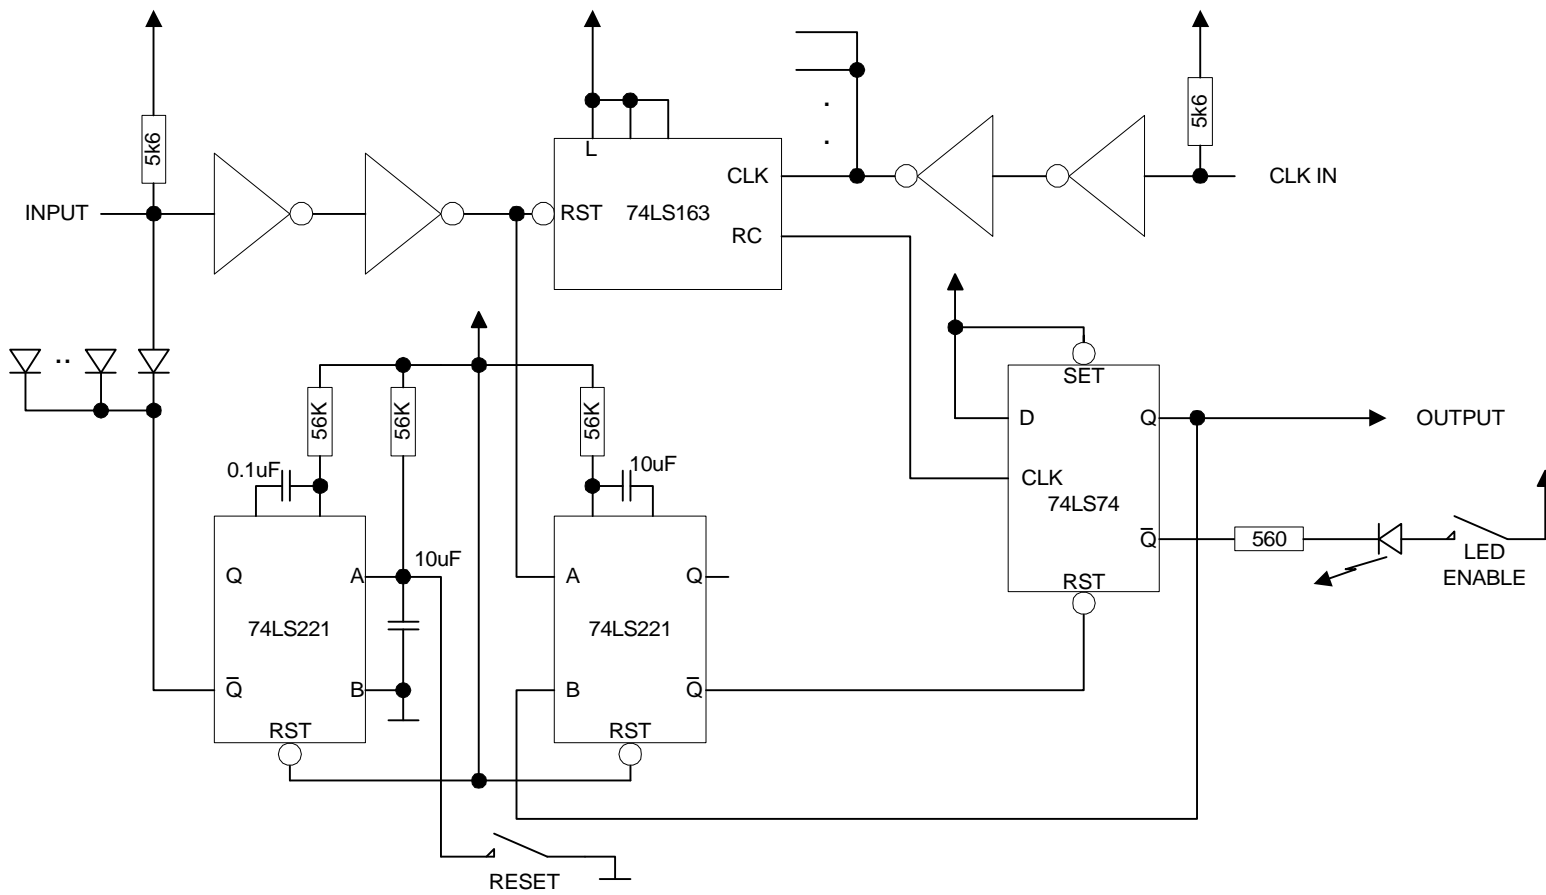 5k6
5k6
L
CLK
CLK IN
INPUT
RST
74LS163
RC
SET
56K
56K
56K
D
Q
OUTPUT
0.1uF
10uF
CLK
74LS74
Q̅
560
LED
ENABLE
10uF
Q
A
A
Q
RST
74LS221
74LS221
Q̅
B
B
Q̅
RST
RST
RESET